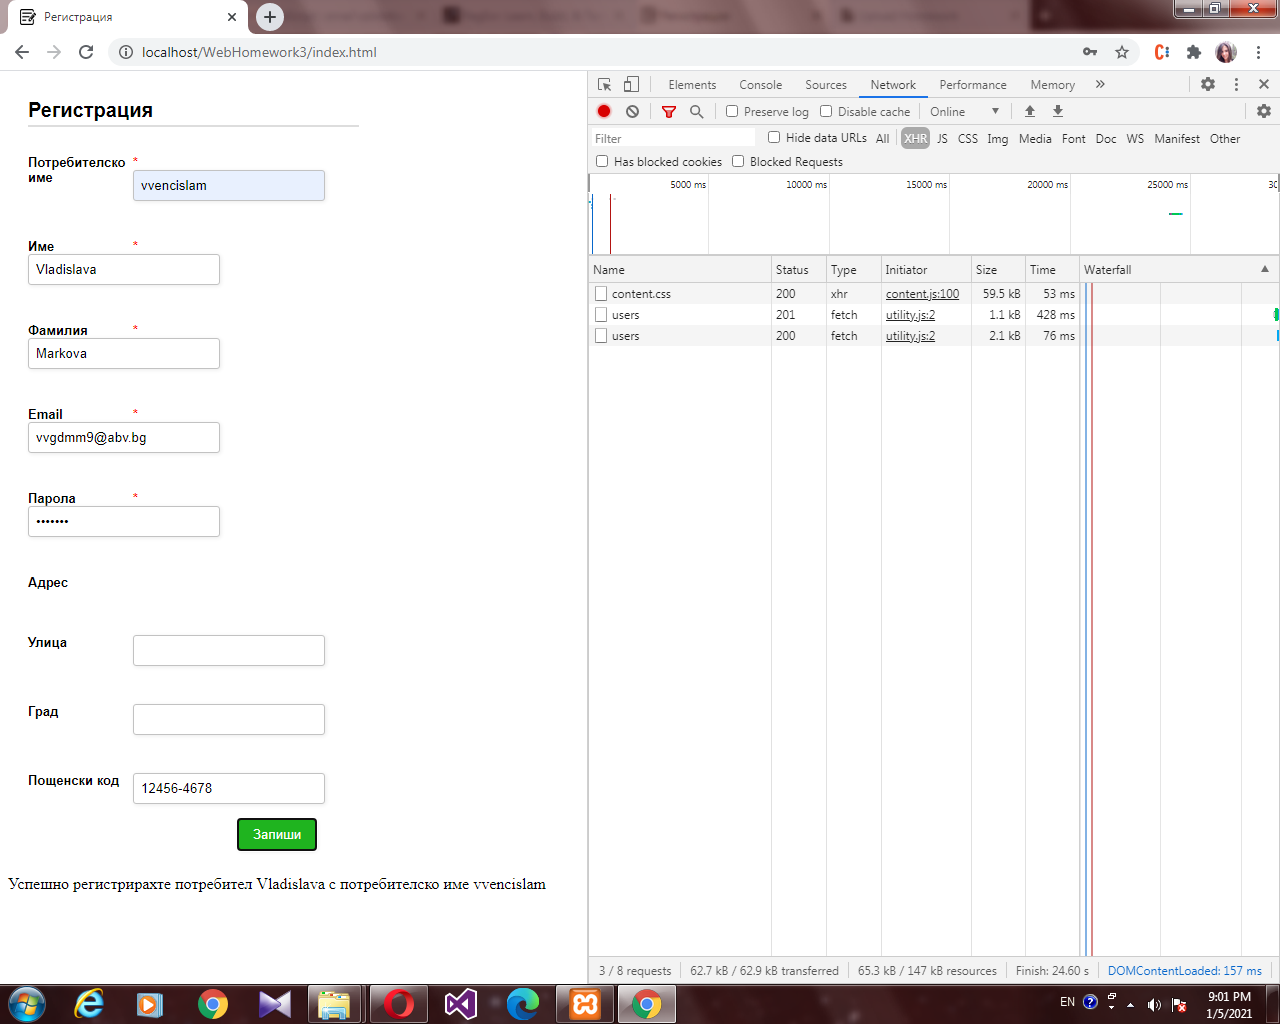 Регистрация
localhost/WebHomework3/index.html
Регистрация
Потребителско име *
vvencislam
Име *
Vladislava
Фамилия *
Markova
Email *
vvgdmm9@abv.bg
Парола *
•••••••
Адрес
Улица
Град
Пощенски код
12456-4678
Запиши
Успешно регистрирахте потребител Vladislava с потребителско име vvencislam
Elements Console Sources Network Performance Memory »
Preserve log Disable cache Online
Filter Hide data URLs All XHR JS CSS Img Media Font Doc WS Manifest Other
Has blocked cookies Blocked Requests
5000 ms 10000 ms 15000 ms 20000 ms 25000 ms
Name Status Type Initiator Size Time Waterfall
content.css 200 xhr content.js:100 59.5 kB 53 ms
users 201 fetch utility.js:2 1.1 kB 428 ms
users 200 fetch utility.js:2 2.1 kB 76 ms
3 / 8 requests 62.7 kB / 62.9 kB transferred 65.3 kB / 147 kB resources Finish: 24.60 s DOMContentLoaded: 157 ms
EN 9:01 PM
1/5/2021